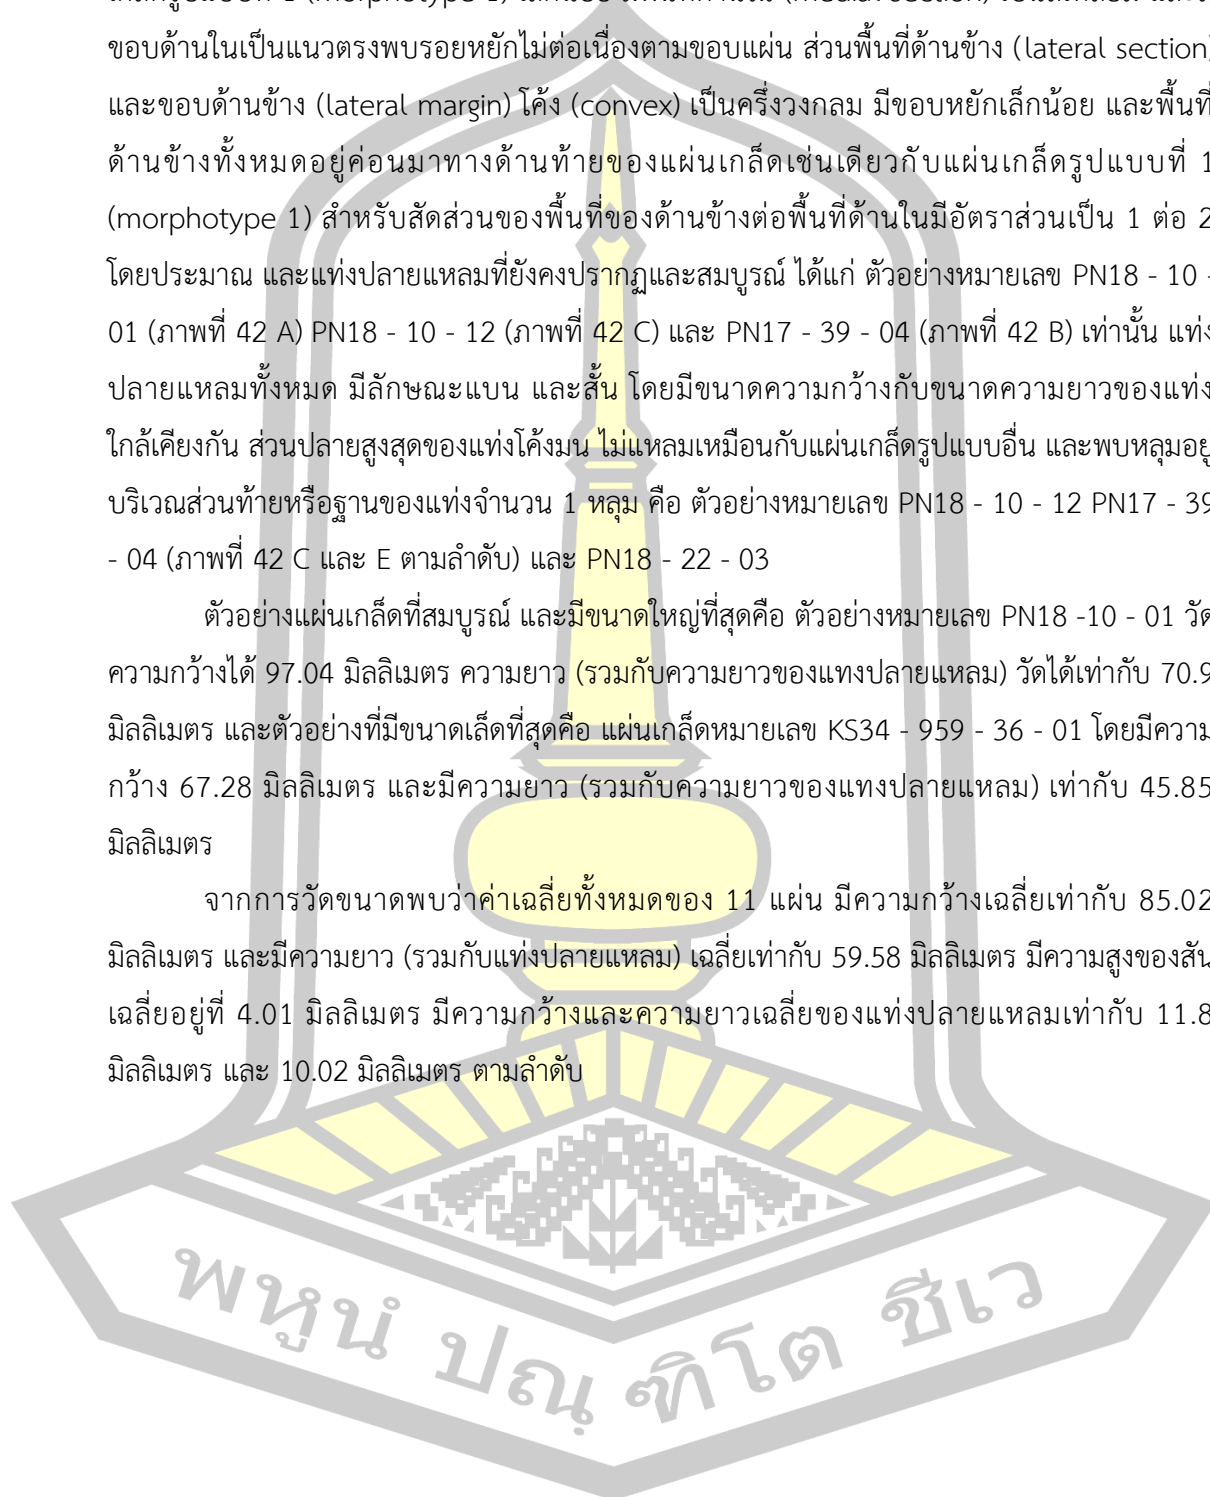 ขอบด้านในเป็นแนวตรงพบรอยหยักไม่ต่อเนื่องตามขอบแผ่น ส่วนพื้นที่ด้านข้าง (lateral section)
และขอบด้านข้าง (lateral margin) โค้ง (convex) เป็นครึ่งวงกลม มีขอบหยักเล็กน้อย และพื้นที่
ด้านข้างทั้งหมดอยู่ค่อนมาทางด้านท้ายของแผ่นเกล็ดเช่นเดียวกับแผ่นเกล็ดรูปแบบที่ 1
(morphotype 1) สำหรับสัดส่วนของพื้นที่ของด้านข้างต่อพื้นที่ด้านในมีอัตราส่วนเป็น 1 ต่อ 2
โดยประมาณ และแท่งปลายแหลมที่ยังคงปรากฏและสมบูรณ์ ได้แก่ ตัวอย่างหมายเลข PN18 - 10 -
01 (ภาพที่ 42 A) PN18 - 10 - 12 (ภาพที่ 42 C) และ PN17 - 39 - 04 (ภาพที่ 42 B) เท่านั้น แท่ง
ปลายแหลมทั้งหมด มีลักษณะแบน และสั้น โดยมีขนาดความกว้างกับขนาดความยาวของแท่ง
ใกล้เคียงกัน ส่วนปลายสูงสุดของแท่งโค้งมน ไม่แหลมเหมือนกับแผ่นเกล็ดรูปแบบอื่น และพบหลุมอยู่
บริเวณส่วนท้ายหรือฐานของแท่งจำนวน 1 หลุม คือ ตัวอย่างหมายเลข PN18 - 10 - 12 PN17 - 39
- 04 (ภาพที่ 42 C และ E ตามลำดับ) และ PN18 - 22 - 03
ตัวอย่างแผ่นเกล็ดที่สมบูรณ์ และมีขนาดใหญ่ที่สุดคือ ตัวอย่างหมายเลข PN18 -10 - 01 วัด
ความกว้างได้ 97.04 มิลลิเมตร ความยาว (รวมกับความยาวของแทงปลายแหลม) วัดได้เท่ากับ 70.9
มิลลิเมตร และตัวอย่างที่มีขนาดเล็ดที่สุดคือ แผ่นเกล็ดหมายเลข KS34 - 959 - 36 - 01 โดยมีความ
กว้าง 67.28 มิลลิเมตร และมีความยาว (รวมกับความยาวของแทงปลายแหลม) เท่ากับ 45.85
มิลลิเมตร
จากการวัดขนาดพบว่าค่าเฉลี่ยทั้งหมดของ 11 แผ่น มีความกว้างเฉลี่ยเท่ากับ 85.02
มิลลิเมตร และมีความยาว (รวมกับแท่งปลายแหลม) เฉลี่ยเท่ากับ 59.58 มิลลิเมตร มีความสูงของสัน
เฉลี่ยอยู่ที่ 4.01 มิลลิเมตร มีความกว้างและความยาวเฉลี่ยของแท่งปลายแหลมเท่ากับ 11.8
มิลลิเมตร และ 10.02 มิลลิเมตร ตามลำดับ
พหูนํ ปณฺฑิโต ชีเว